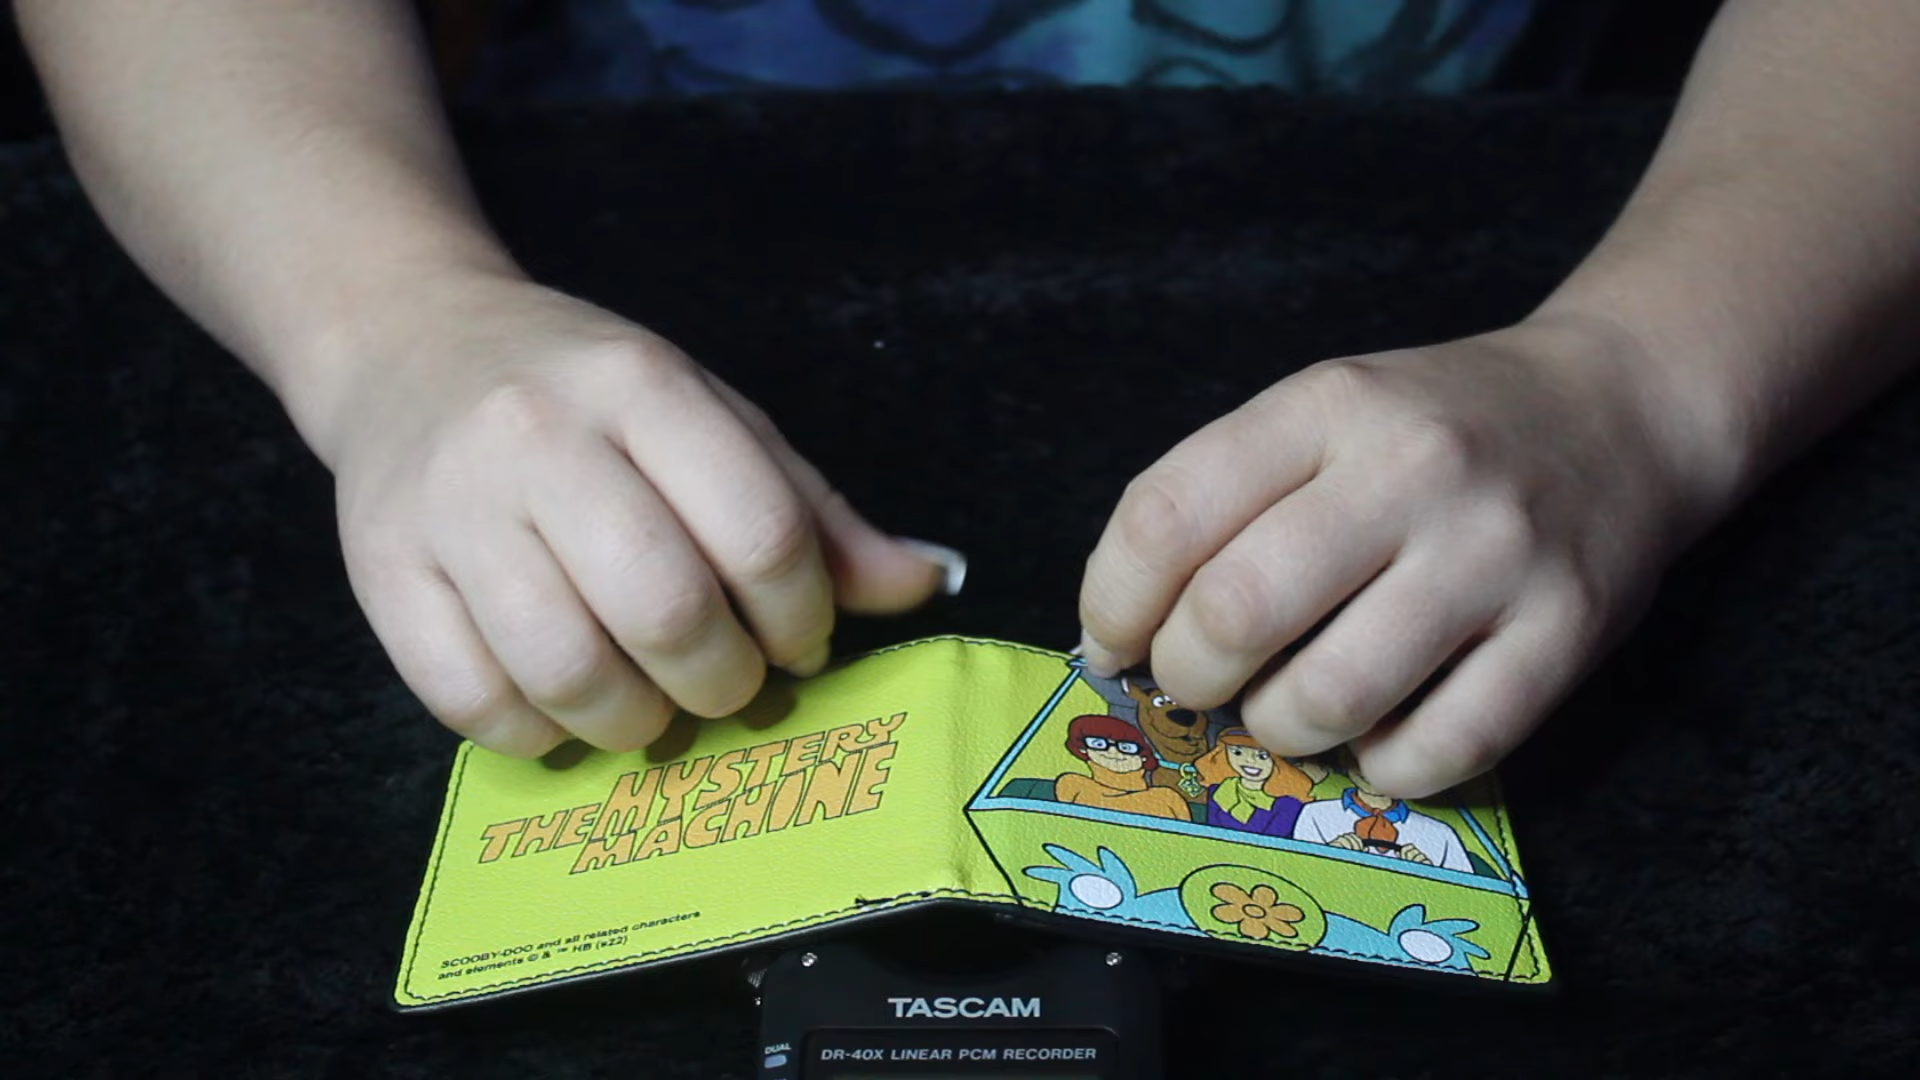 THE MYSTERY
MACHINE
SCOOBY-DOO and all related characters
and elements © & ™ HB (s22)
TASCAM
DUAL
DR-40X LINEAR PCM RECORDER